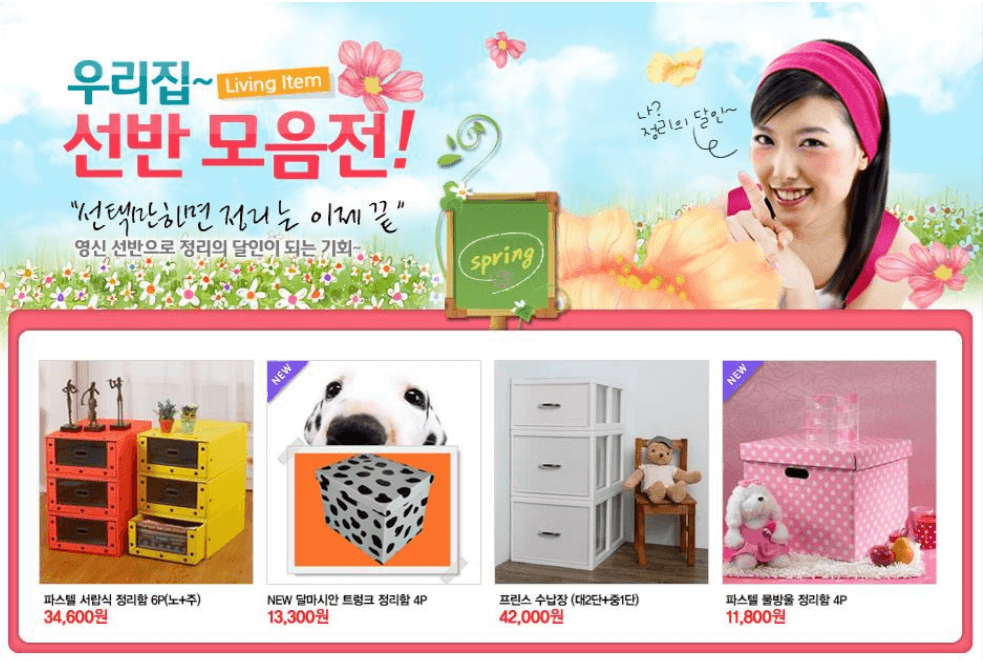 우리집~ Living Item
선반 모음전!
"선택만하면 정리는 이제 끝"
영신 선반으로 정리의 달인이 되는 기회~
나?
정리의 달인~
spring
NEW
NEW
파스텔 서랍식 정리함 6P(노+주)
34,600원
NEW 달마시안 트렁크 정리함 4P
13,300원
프린스 수납장 (대2단+중1단)
42,000원
파스텔 물방울 정리함 4P
11,800원